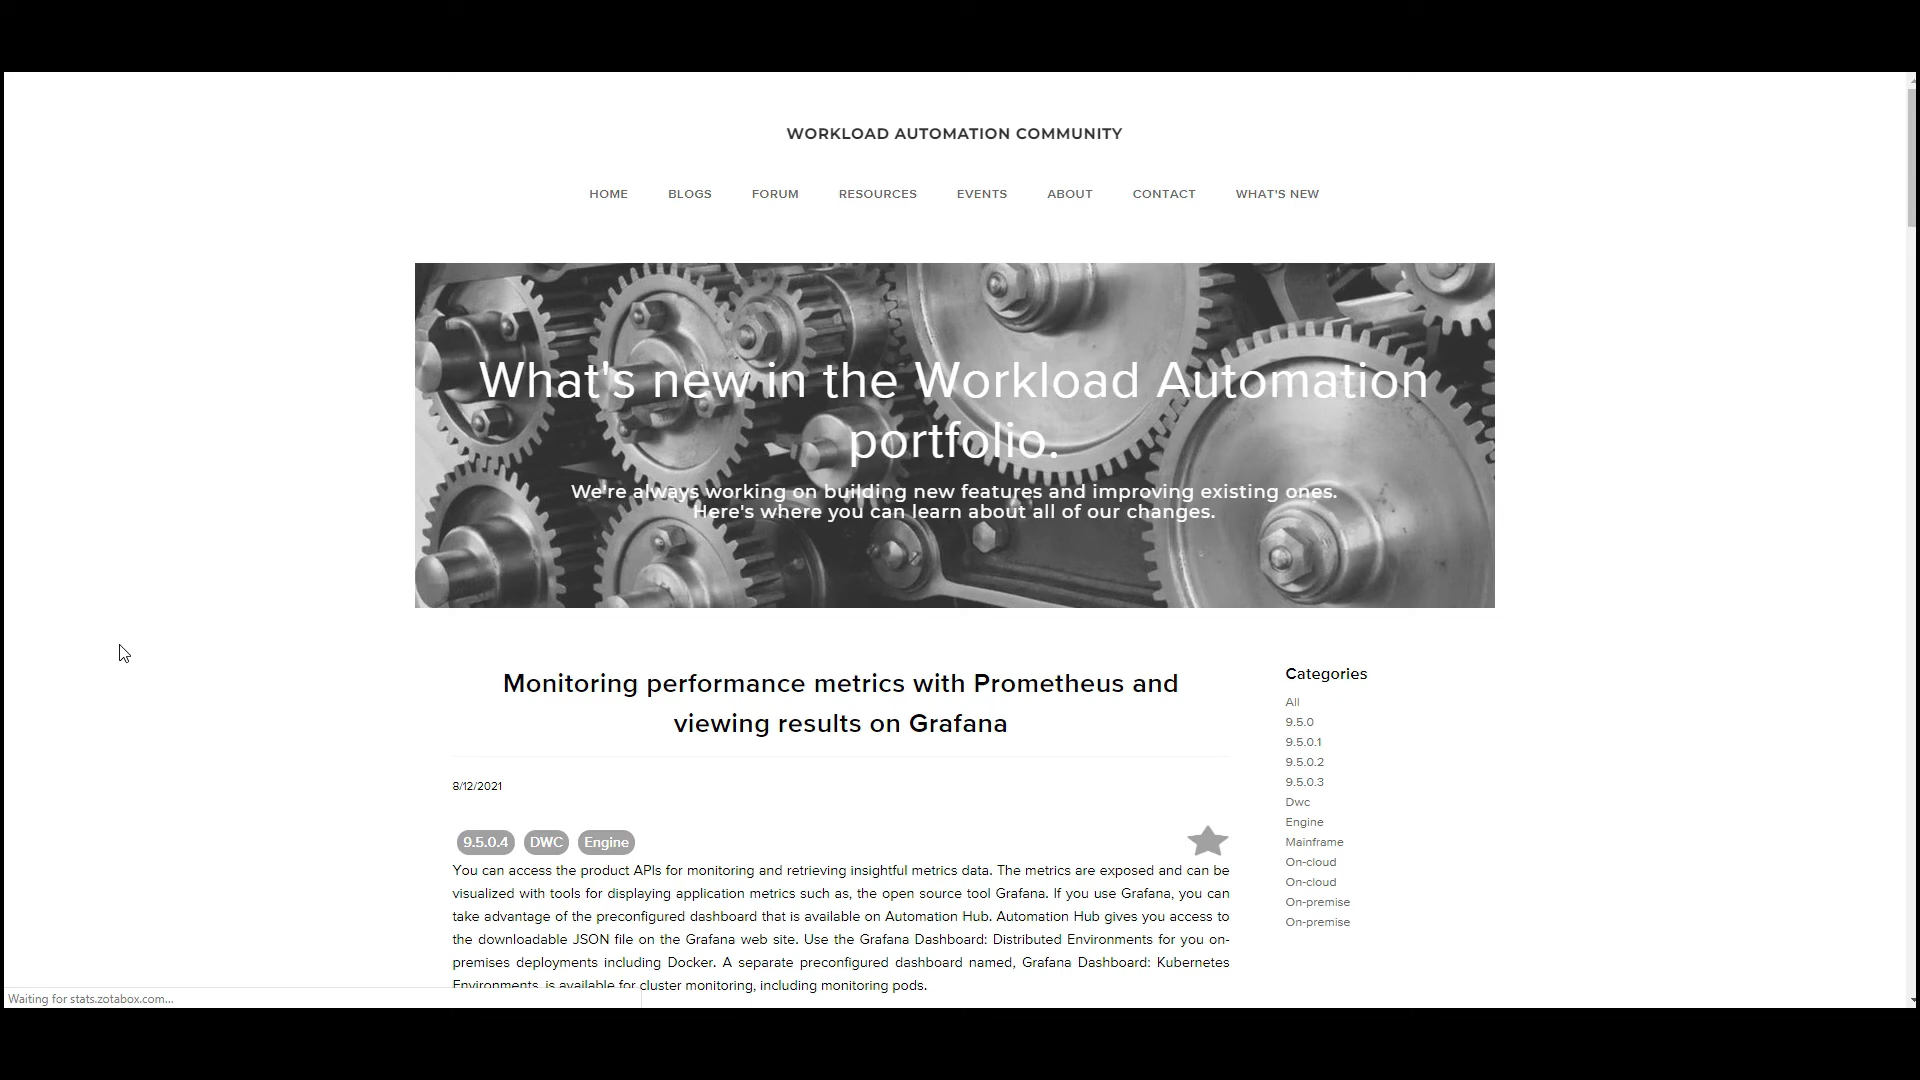 WORKLOAD AUTOMATION COMMUNITY
HOME BLOGS FORUM RESOURCES EVENTS ABOUT CONTACT WHAT'S NEW
What's new in the Workload Automation
portfolio.
We're always working on building new features and improving existing ones.
Here's where you can learn about all of our changes.
Monitoring performance metrics with Prometheus and
viewing results on Grafana
8/12/2021
9.5.0.4 DWC Engine
You can access the product APIs for monitoring and retrieving insightful metrics data. The metrics are exposed and can be
visualized with tools for displaying application metrics such as, the open source tool Grafana. If you use Grafana, you can
take advantage of the preconfigured dashboard that is available on Automation Hub. Automation Hub gives you access to
the downloadable JSON file on the Grafana web site. Use the Grafana Dashboard: Distributed Environments for you on-
premises deployments including Docker. A separate preconfigured dashboard named, Grafana Dashboard: Kubernetes
Environments, is available for cluster monitoring, including monitoring pods.
Categories
All
9.5.0
9.5.0.1
9.5.0.2
9.5.0.3
Dwc
Engine
Mainframe
On-cloud
On-cloud
On-premise
On-premise
Waiting for stats.zotabox.com...